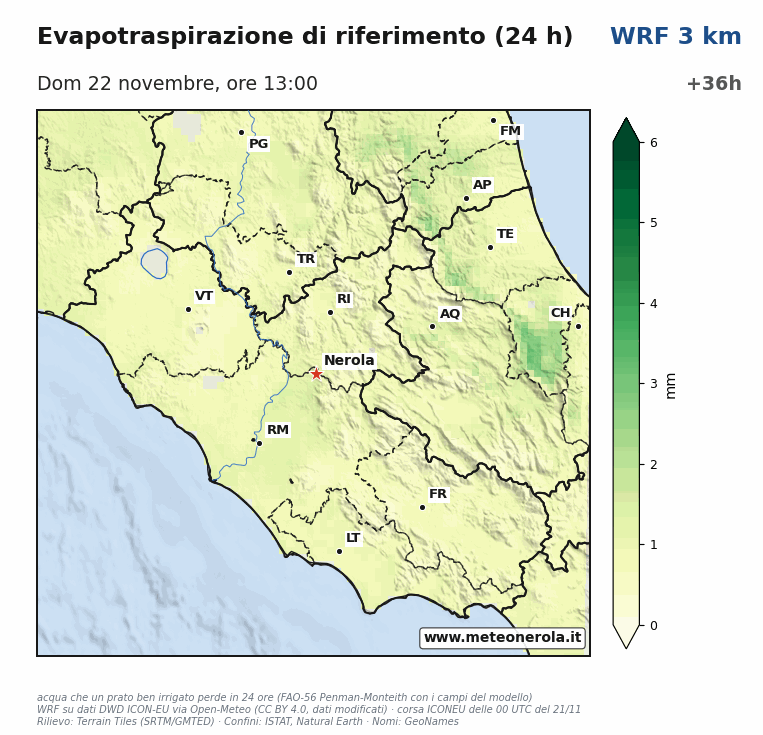 Evapotraspirazione di riferimento (24 h) WRF 3 km
Dom 22 novembre, ore 13:00 +36h
FM
PG
AP
TE
TR
VT
RI
AQ
CH
Nerola
RM
FR
LT
6
5
4
3
2
1
0
mm
www.meteonerola.it
acqua che un prato ben irrigato perde in 24 ore (FAO-56 Penman-Monteith con i campi del modello)
WRF su dati DWD ICON-EU via Open-Meteo (CC BY 4.0, dati modificati) · corsa ICONEU delle 00 UTC del 21/11
Rilievo: Terrain Tiles (SRTM/GMTED) · Confini: ISTAT, Natural Earth · Nomi: GeoNames